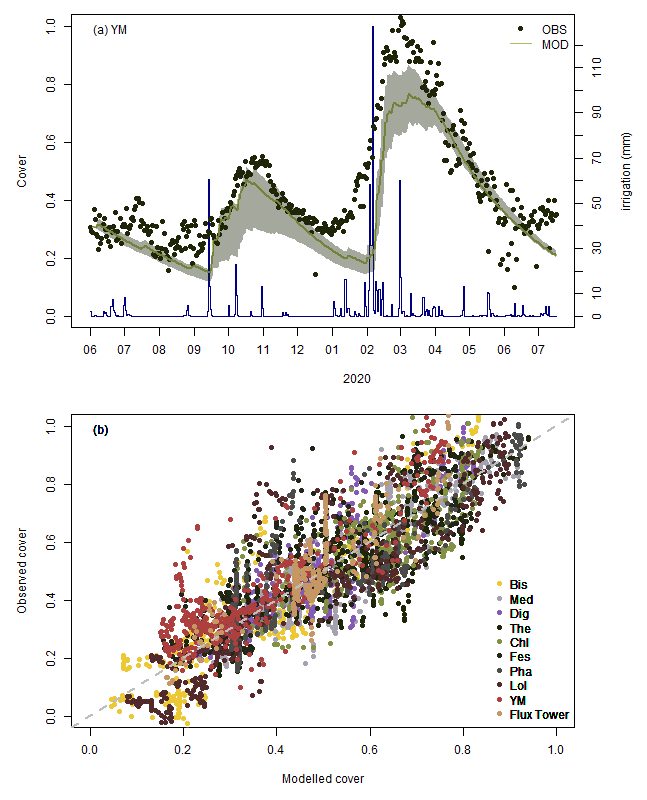 (a) YM
OBS
MOD
Cover
0.0 0.2 0.4 0.6 0.8 1.0
irrigation (mm)
0 10 30 50 70 90 110
06 07 08 09 10 11 12 01 02 03 04 05 06 07
2020
(b)
Observed cover
0.0 0.2 0.4 0.6 0.8 1.0
Bis
Med
Dig
The
Chl
Fes
Pha
Lol
YM
Flux Tower
0.0 0.2 0.4 0.6 0.8 1.0
Modelled cover